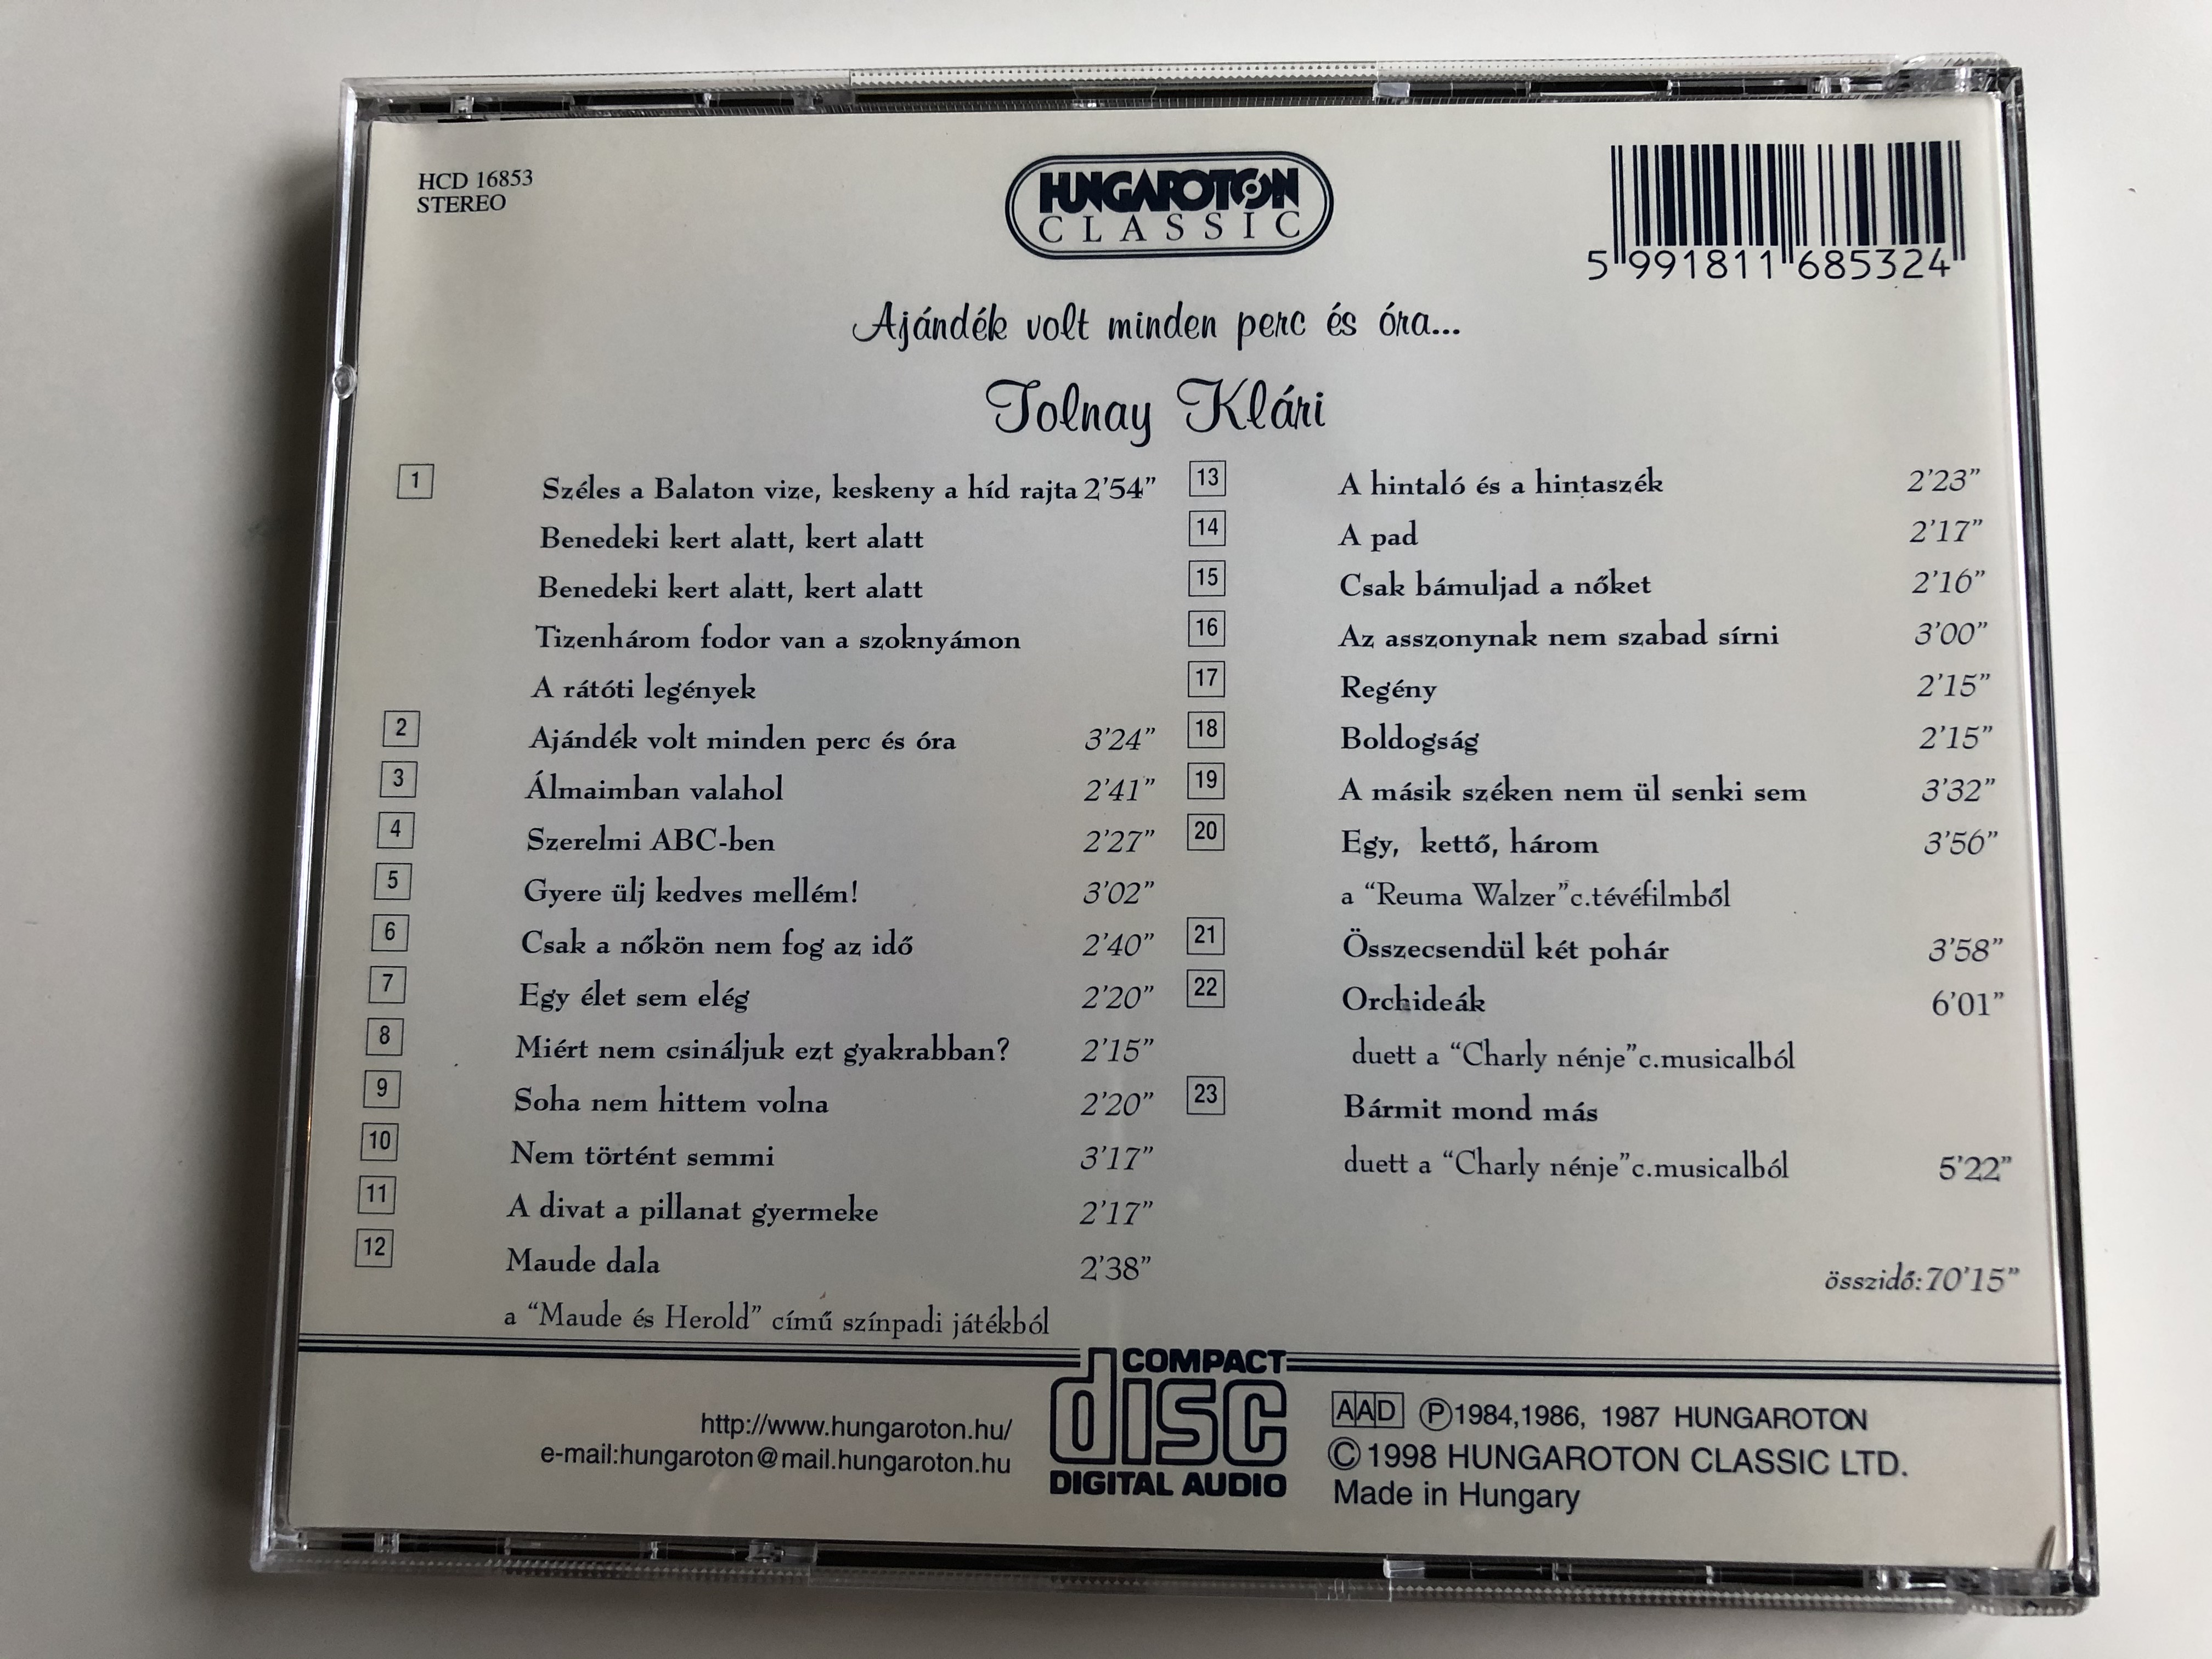 HCD 16853
STEREO
HUNGAROTON
CLASSIC
5 991811 685324
Ajándék volt minden perc és óra...
Tolnay Klári
1 Széles a Balaton vize, keskeny a híd rajta 2’54”
Benedeki kert alatt, kert alatt
Benedeki kert alatt, kert alatt
Tizenhárom fodor van a szoknyámon
A rátóti legények
2 Ajándék volt minden perc és óra 3’24”
3 Álmaimban valahol 2’41”
4 Szerelmi ABC-ben 2’27”
5 Gyere ülj kedves mellém! 3’02”
6 Csak a nőkön nem fog az idő 2’40”
7 Egy élet sem elég 2’20”
8 Miért nem csináljuk ezt gyakrabban? 2’15”
9 Soha nem hittem volna 2’20”
10 Nem történt semmi 3’17”
11 A divat a pillanat gyermeke 2’17”
12 Maude dala 2’38”
a “Maude és Herold” című színpadi játékból
13 A hintaló és a hintaszék 2’23”
14 A pad 2’17”
15 Csak bámuljad a nőket 2’16”
16 Az asszonynak nem szabad sírni 3’00”
17 Regény 2’15”
18 Boldogság 2’15”
19 A másik széken nem ül senki sem 3’32”
20 Egy, kettő, három 3’56”
a “Reuma Walzer”c.tévéfilmből
21 Összecsendül két pohár 3’58”
22 Orchideák 6’01”
duett a “Charly nénje”c.musicalból
23 Bármit mond más
duett a “Charly nénje”c.musicalból 5’22”
összidő:70’15”
http://www.hungaroton.hu/
e-mail:hungaroton@mail.hungaroton.hu
COMPACT
disc
DIGITAL AUDIO
AAD Ⓟ1984,1986, 1987 HUNGAROTON
©1998 HUNGAROTON CLASSIC LTD.
Made in Hungary